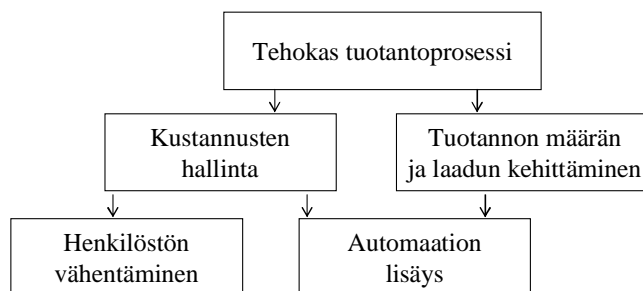 Tehokas tuotantoprosessi
Kustannusten
hallinta
Tuotannon määrän
ja laadun kehittäminen
Henkilöstön
vähentäminen
Automaation
lisäys